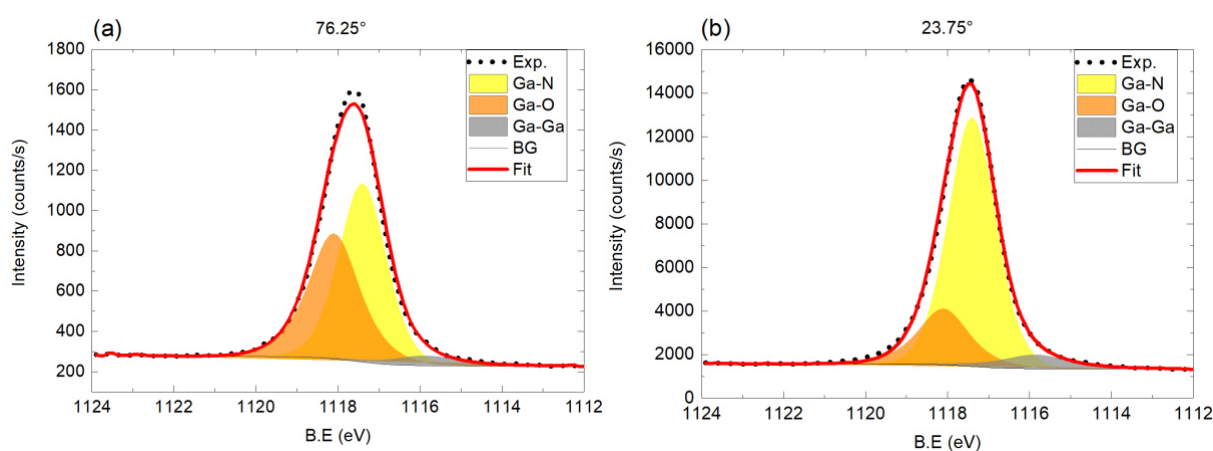 (a)
76.25°
1800
1600
1400
1200
1000
800
600
400
200
Intensity (counts/s)
Exp.
Ga-N
Ga-O
Ga-Ga
BG
Fit
1124 1122 1120 1118 1116 1114 1112
B.E (eV)
(b)
23.75°
16000
14000
12000
10000
8000
6000
4000
2000
0
Intensity (counts/s)
Exp.
Ga-N
Ga-O
Ga-Ga
BG
Fit
1124 1122 1120 1118 1116 1114 1112
B.E (eV)